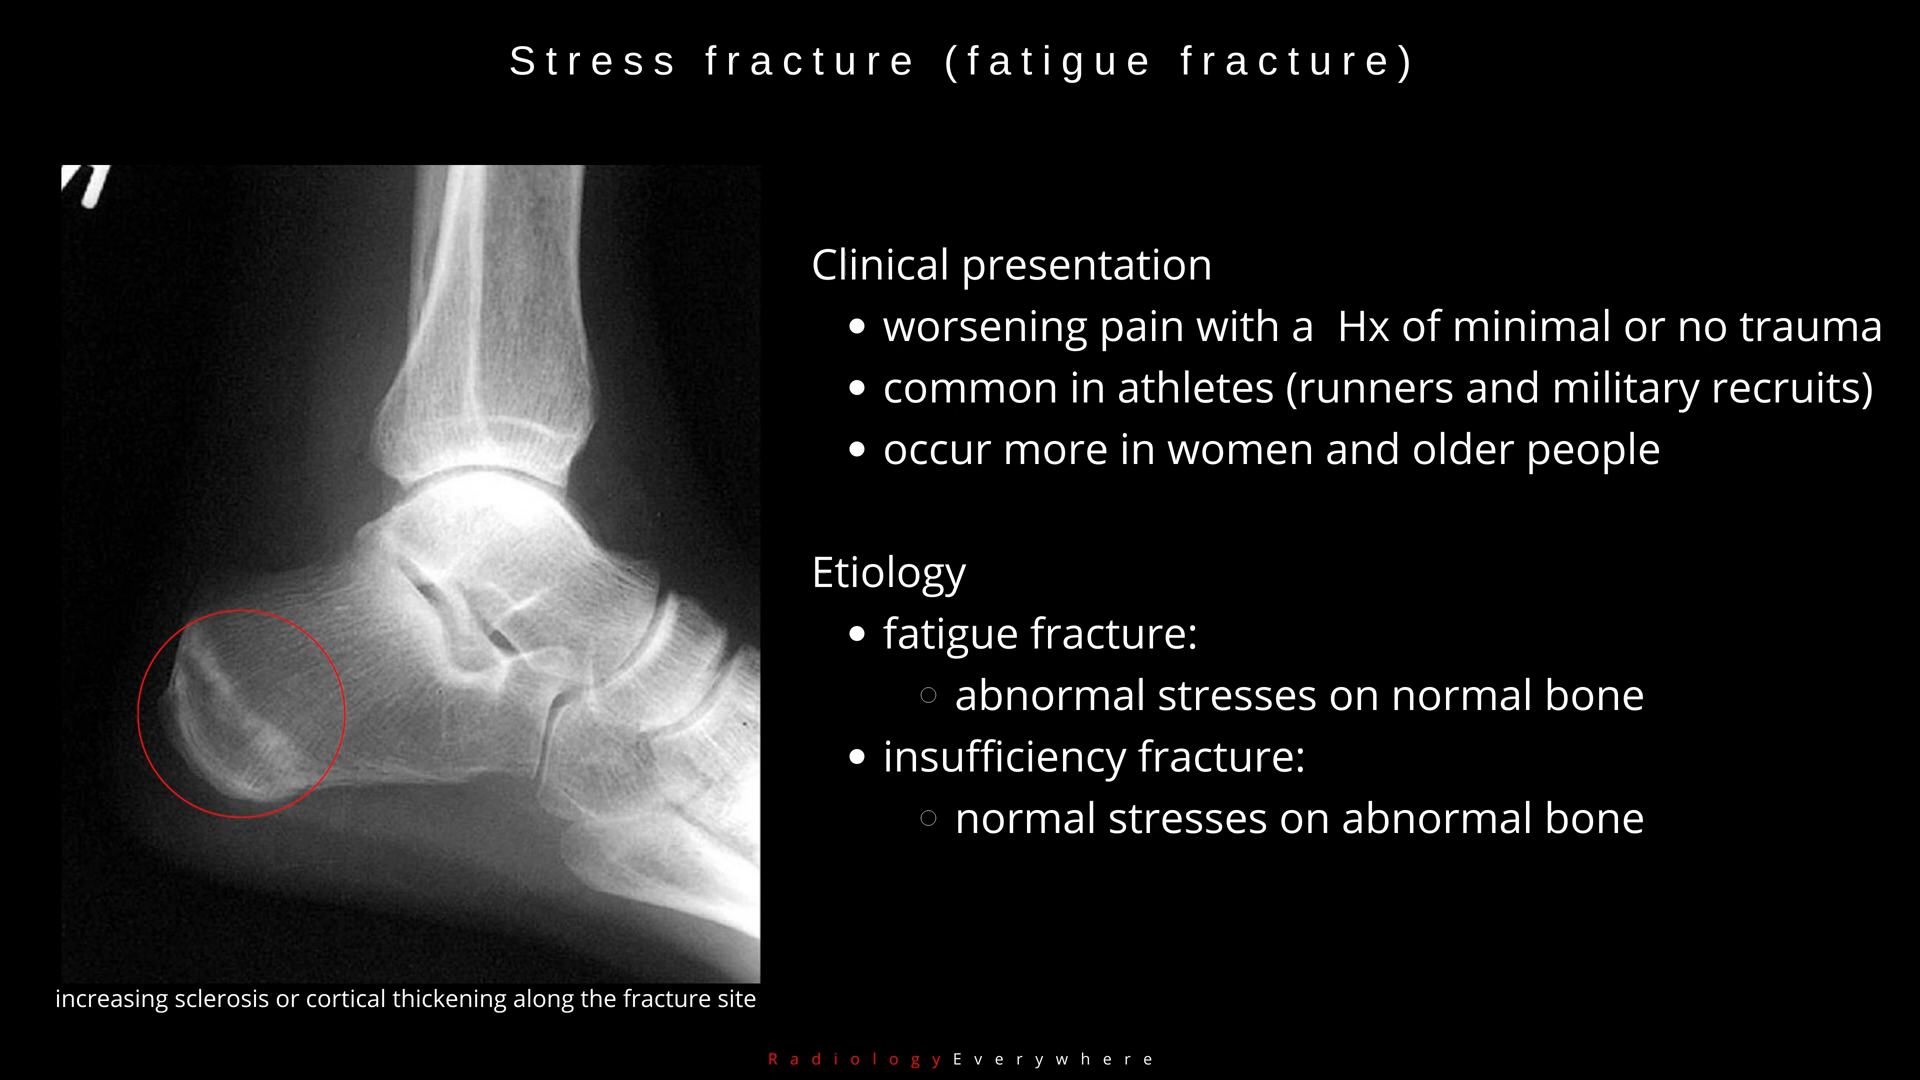 Stress fracture (fatigue fracture)
Clinical presentation
worsening pain with a  Hx of minimal or no trauma
common in athletes (runners and military recruits)
occur more in women and older people
Etiology
fatigue fracture:
abnormal stresses on normal bone
insufficiency fracture:
normal stresses on abnormal bone
increasing sclerosis or cortical thickening along the fracture site
RadiologyEverywhere